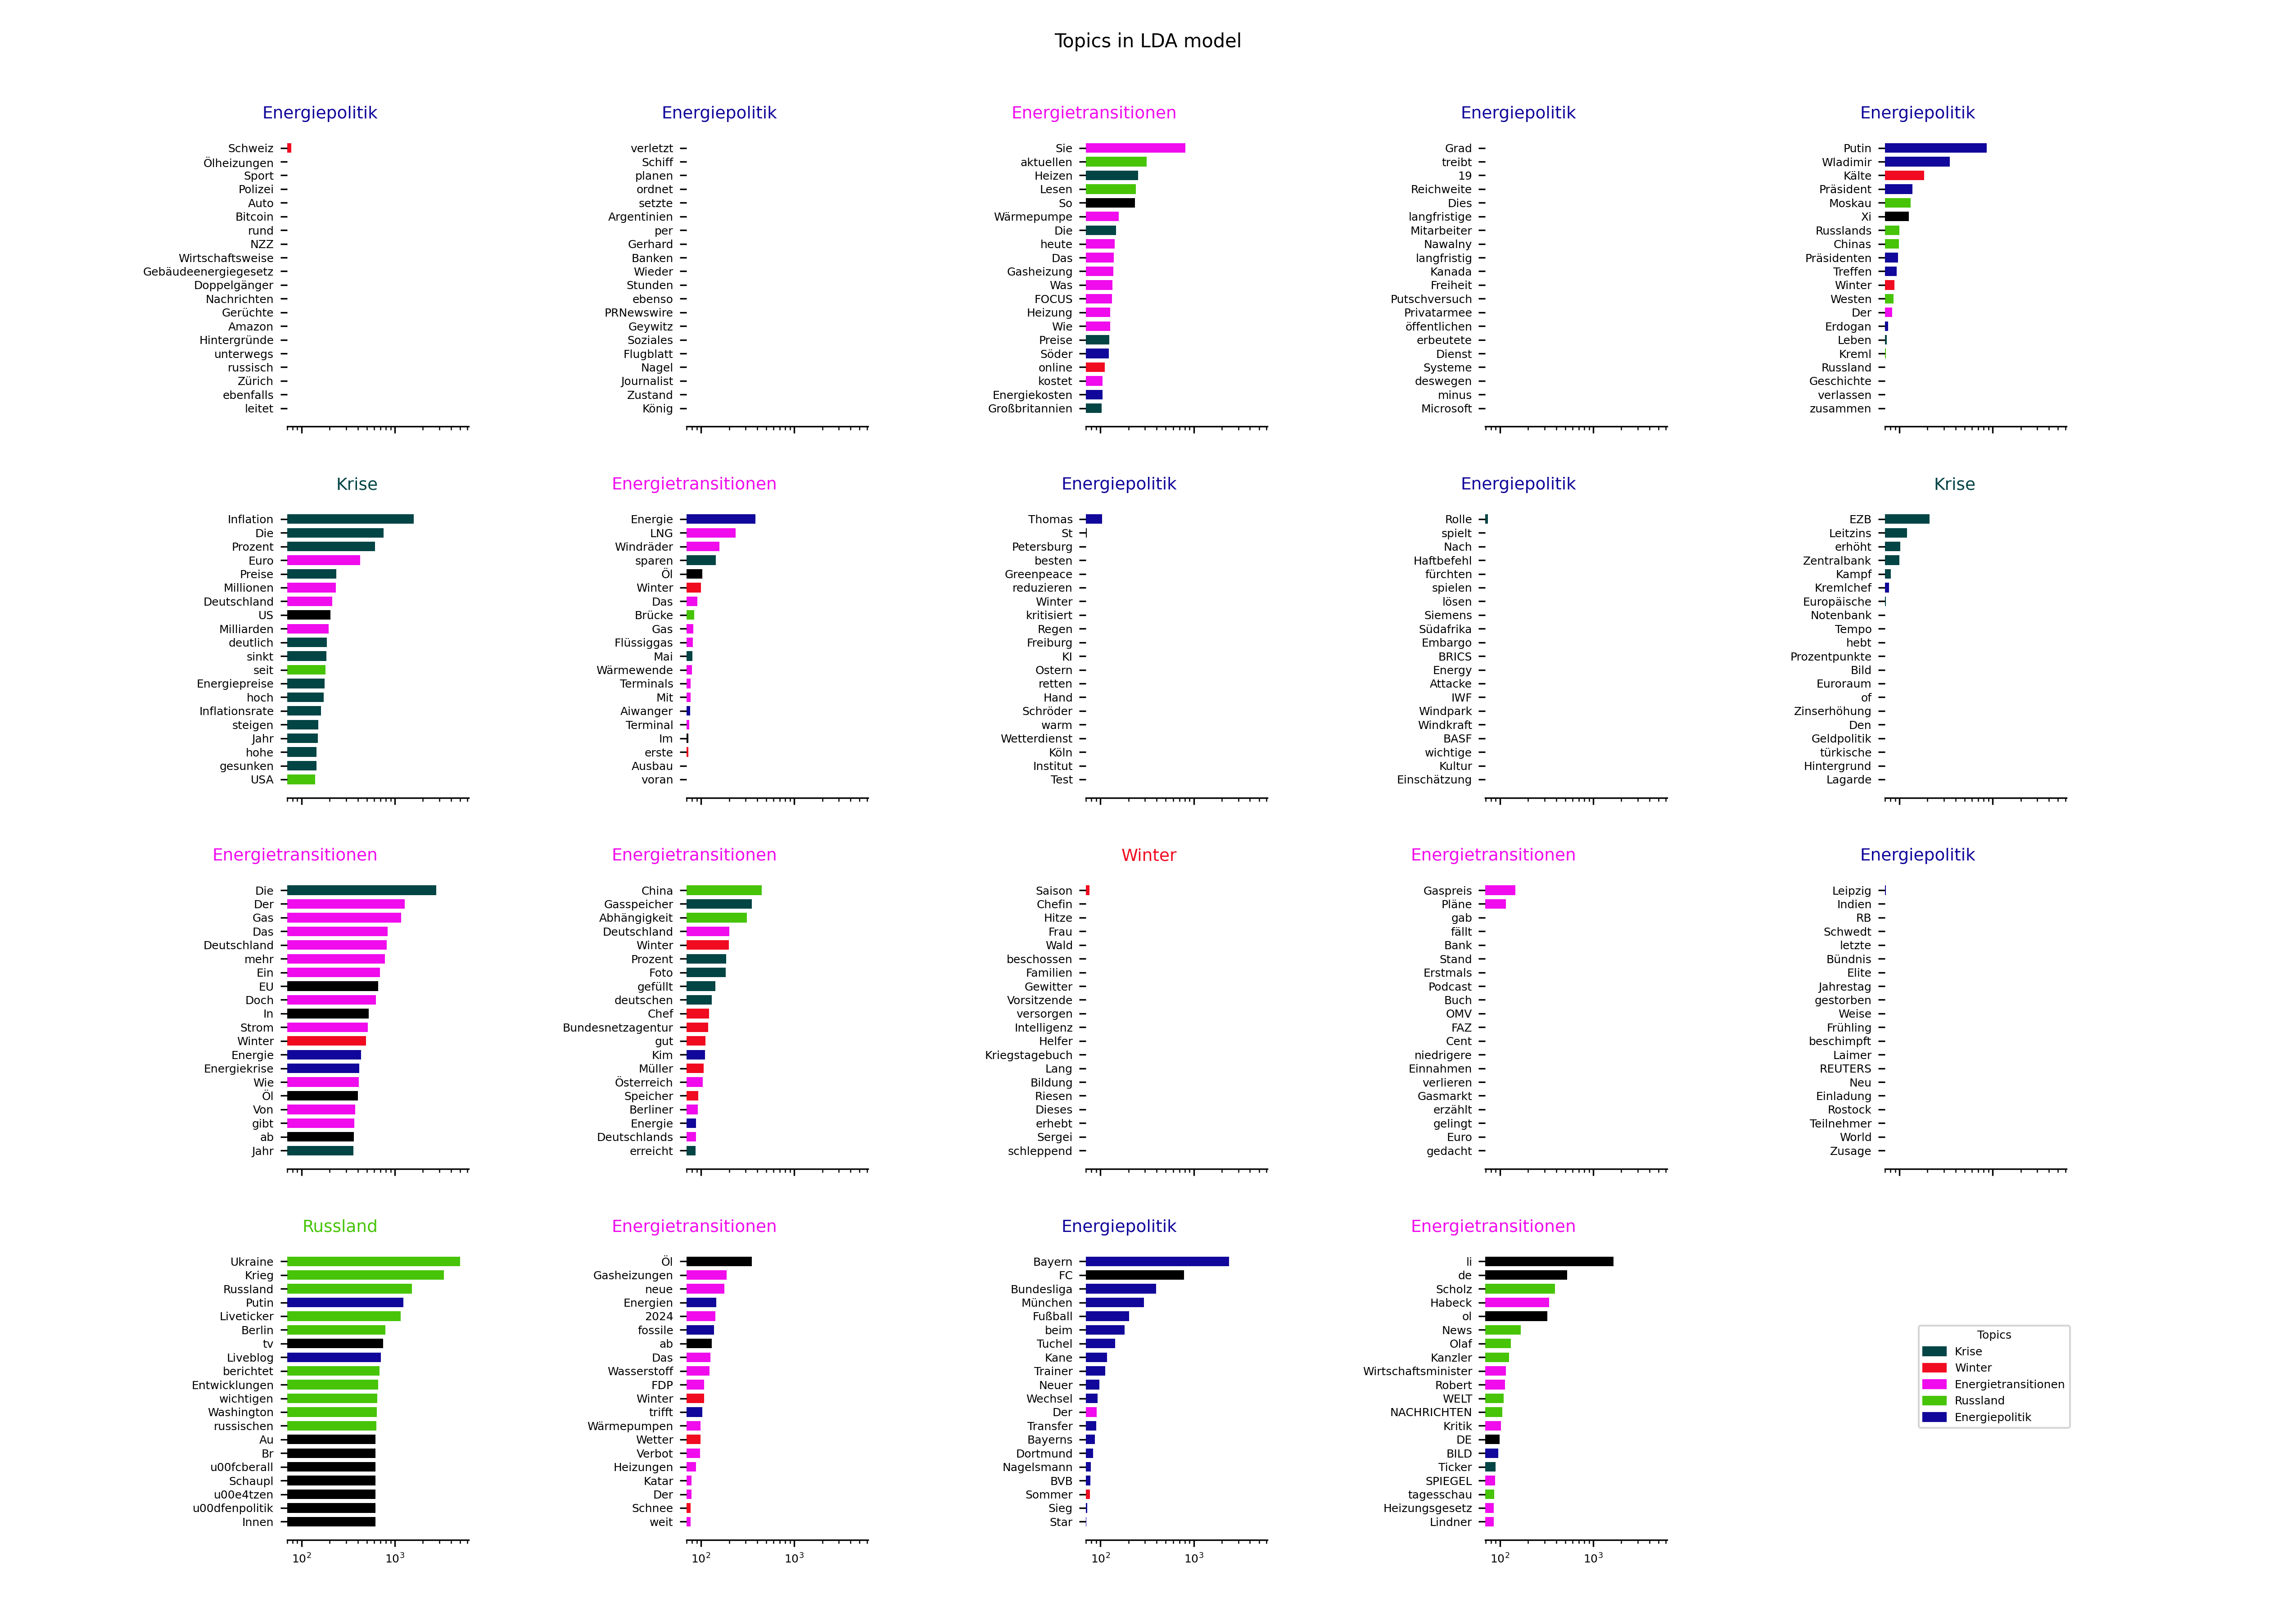 Topics in LDA model
Energiepolitik
Schweiz
Ölheizungen
Sport
Polizei
Auto
Bitcoin
rund
NZZ
Wirtschaftsweise
Gebäudeenergiegesetz
Doppelgänger
Nachrichten
Gerüchte
Amazon
Hintergründe
unterwegs
russisch
Zürich
ebenfalls
leitet
Energiepolitik
verletzt
Schiff
planen
ordnet
setzte
Argentinien
per
Gerhard
Banken
Wieder
Stunden
ebenso
PRNewswire
Geywitz
Soziales
Flugblatt
Nagel
Journalist
Zustand
König
Energietransitionen
Sie
aktuellen
Heizen
Lesen
So
Wärmepumpe
Die
heute
Das
Gasheizung
Was
FOCUS
Heizung
Wie
Preise
Söder
online
kostet
Energiekosten
Großbritannien
Energiepolitik
Grad
treibt
19
Reichweite
Dies
langfristige
Mitarbeiter
Nawalny
langfristig
Kanada
Freiheit
Putschversuch
Privatarmee
öffentlichen
erbeutete
Dienst
Systeme
deswegen
minus
Microsoft
Energiepolitik
Putin
Wladimir
Kälte
Präsident
Moskau
Xi
Russlands
Chinas
Präsidenten
Treffen
Winter
Westen
Der
Erdogan
Leben
Kreml
Russland
Geschichte
verlassen
zusammen
Krise
Inflation
Die
Prozent
Euro
Preise
Millionen
Deutschland
US
Milliarden
deutlich
sinkt
seit
Energiepreise
hoch
Inflationsrate
steigen
Jahr
hohe
gesunken
USA
Energietransitionen
Energie
LNG
Windräder
sparen
Öl
Winter
Das
Brücke
Gas
Flüssiggas
Mai
Wärmewende
Terminals
Mit
Aiwanger
Terminal
Im
erste
Ausbau
voran
Energiepolitik
Thomas
St
Petersburg
besten
Greenpeace
reduzieren
Winter
kritisiert
Regen
Freiburg
KI
Ostern
retten
Hand
Schröder
warm
Wetterdienst
Köln
Institut
Test
Energiepolitik
Rolle
spielt
Nach
Haftbefehl
fürchten
spielen
lösen
Siemens
Südafrika
Embargo
BRICS
Energy
Attacke
IWF
Windpark
Windkraft
BASF
wichtige
Kultur
Einschätzung
Krise
EZB
Leitzins
erhöht
Zentralbank
Kampf
Kremlchef
Europäische
Notenbank
Tempo
hebt
Prozentpunkte
Bild
Euroraum
of
Zinserhöhung
Den
Geldpolitik
türkische
Hintergrund
Lagarde
Energietransitionen
Die
Der
Gas
Das
Deutschland
mehr
Ein
EU
Doch
In
Strom
Winter
Energie
Energiekrise
Wie
Öl
Von
gibt
ab
Jahr
Energietransitionen
China
Gasspeicher
Abhängigkeit
Deutschland
Winter
Prozent
Foto
gefüllt
deutschen
Chef
Bundesnetzagentur
gut
Kim
Müller
Österreich
Speicher
Berliner
Energie
Deutschlands
erreicht
Winter
Saison
Chefin
Hitze
Frau
Wald
beschossen
Familien
Gewitter
Vorsitzende
versorgen
Intelligenz
Helfer
Kriegstagebuch
Lang
Bildung
Riesen
Dieses
erhebt
Sergei
schleppend
Energietransitionen
Gaspreis
Pläne
gab
fällt
Bank
Stand
Erstmals
Podcast
Buch
OMV
FAZ
Cent
niedrigere
Einnahmen
verlieren
Gasmarkt
erzählt
gelingt
Euro
gedacht
Energiepolitik
Leipzig
Indien
RB
Schwedt
letzte
Bündnis
Elite
Jahrestag
gestorben
Weise
Frühling
beschimpft
Laimer
REUTERS
Neu
Einladung
Rostock
Teilnehmer
World
Zusage
Russland
Ukraine
Krieg
Russland
Putin
Liveticker
Berlin
tv
Liveblog
berichtet
Entwicklungen
wichtigen
Washington
russischen
Au
Br
u00fcberall
Schaupl
u00e4tzen
u00dfenpolitik
Innen
10² 10³
Energietransitionen
Öl
Gasheizungen
neue
Energien
2024
fossile
ab
Das
Wasserstoff
FDP
Winter
trifft
Wärmepumpen
Wetter
Verbot
Heizungen
Katar
Der
Schnee
weit
10² 10³
Energiepolitik
Bayern
FC
Bundesliga
München
Fußball
beim
Tuchel
Kane
Trainer
Neuer
Wechsel
Der
Transfer
Bayerns
Dortmund
Nagelsmann
BVB
Sommer
Sieg
Star
10² 10³
Energietransitionen
li
de
Scholz
Habeck
ol
News
Olaf
Kanzler
Wirtschaftsminister
Robert
WELT
NACHRICHTEN
Kritik
DE
BILD
Ticker
SPIEGEL
tagesschau
Heizungsgesetz
Lindner
10² 10³
Topics
Krise
Winter
Energietransitionen
Russland
Energiepolitik